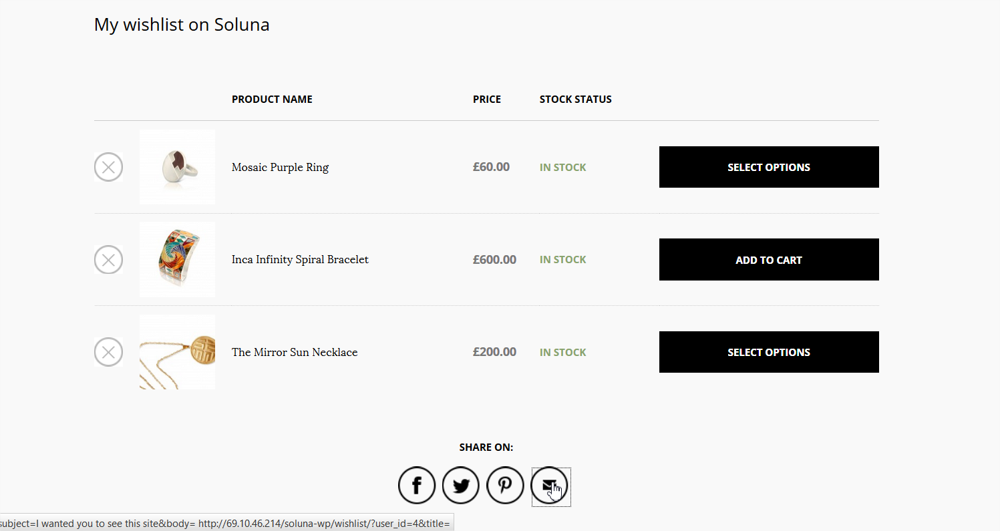 My wishlist on Soluna
PRODUCT NAME PRICE STOCK STATUS
Mosaic Purple Ring £60.00 IN STOCK SELECT OPTIONS
Inca Infinity Spiral Bracelet £600.00 IN STOCK ADD TO CART
The Mirror Sun Necklace £200.00 IN STOCK SELECT OPTIONS
SHARE ON:
subject=I wanted you to see this site&body= http://69.10.46.214/soluna-wp/wishlist/?user_id=4&title=